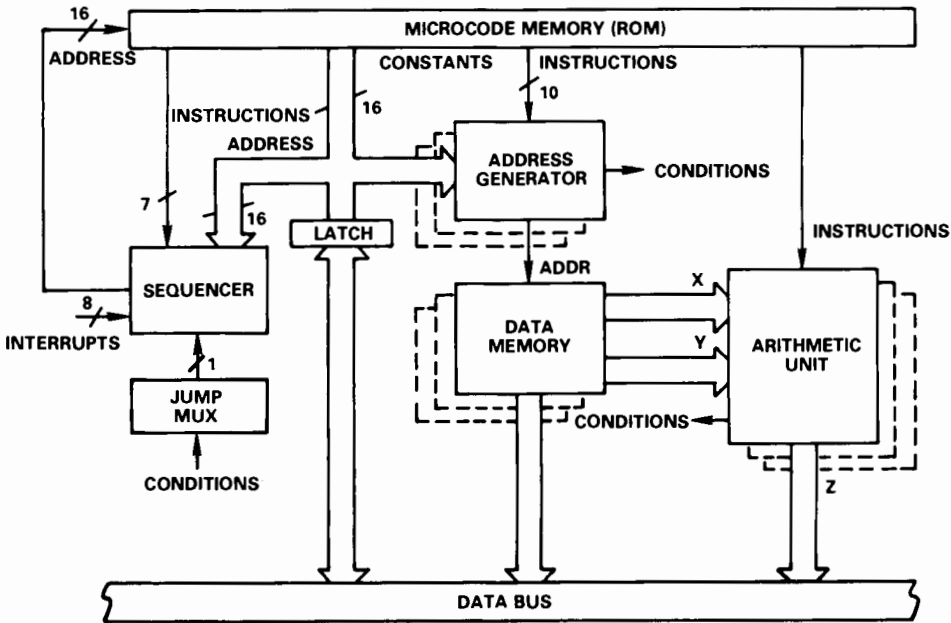 16
MICROCODE MEMORY (ROM)
ADDRESS
CONSTANTS
INSTRUCTIONS
10
16
INSTRUCTIONS
ADDRESS
ADDRESS
GENERATOR
CONDITIONS
7
16
LATCH
INSTRUCTIONS
ADDR
SEQUENCER
8
INTERRUPTS
X
DATA
MEMORY
Y
ARITHMETIC
UNIT
1
JUMP
MUX
CONDITIONS
CONDITIONS
Z
DATA BUS